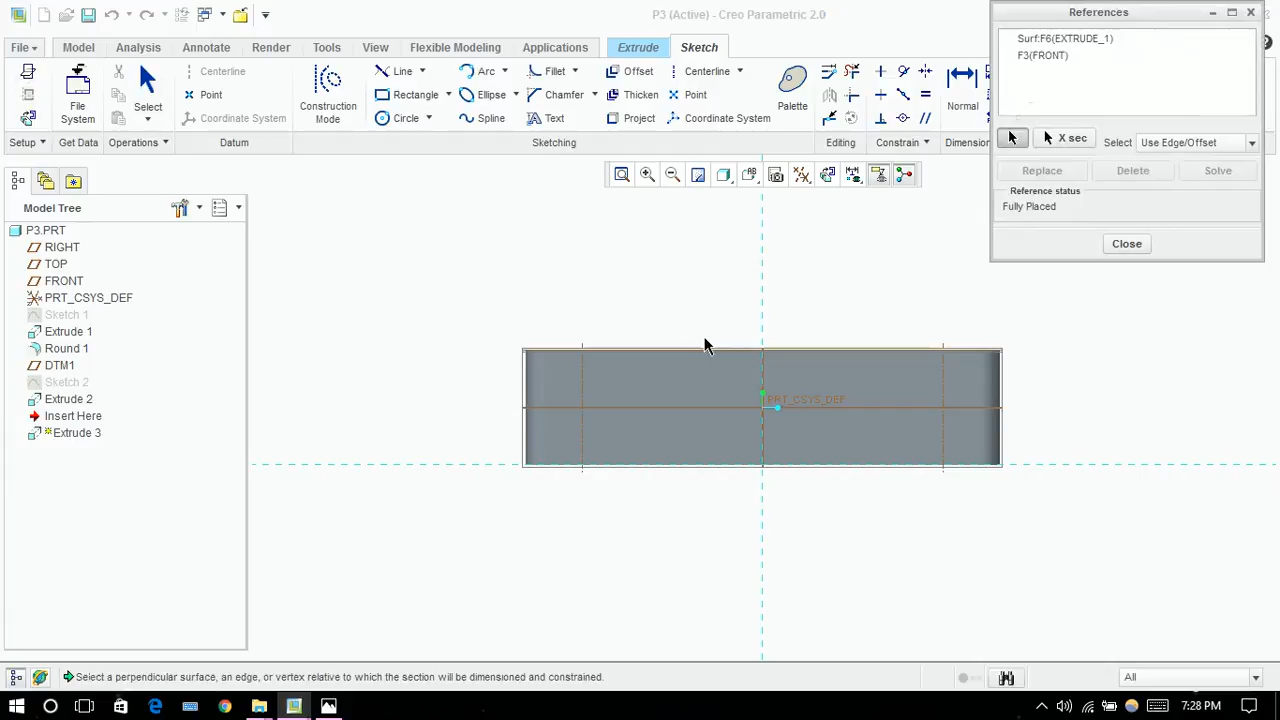 P3 (Active) - Creo Parametric 2.0
References
File
Model
Analysis
Annotate
Render
Tools
View
Flexible Modeling
Applications
Extrude
Sketch
Surf:F6(EXTRUDE_1)
F3(FRONT)
File System
Select
Centerline
Point
Coordinate System
Construction Mode
Line
Arc
Fillet
Offset
Centerline
Rectangle
Ellipse
Chamfer
Thicken
Point
Circle
Spline
Text
Project
Coordinate System
Palette
Normal
Setup
Get Data
Operations
Datum
Sketching
Editing
Constrain
Dimension
X sec
Select
Use Edge/Offset
Replace
Delete
Solve
Reference status
Fully Placed
Close
Model Tree
P3.PRT
RIGHT
TOP
FRONT
PRT_CSYS_DEF
Sketch 1
Extrude 1
Round 1
DTM1
Sketch 2
Extrude 2
Insert Here
Extrude 3
PRT_CSYS_DEF
Select a perpendicular surface, an edge, or vertex relative to which the section will be dimensioned and constrained.
All
7:28 PM